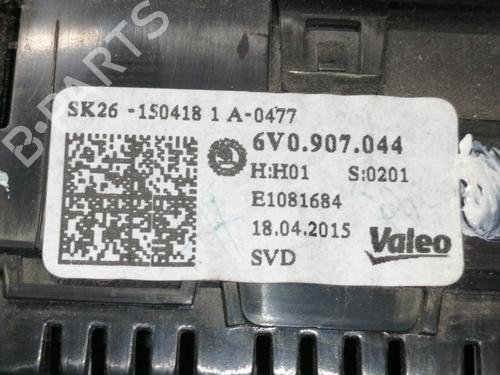 B-PARTS
SK26 -150418 1 A-0477
6V0.907.044
H:H01 S:0201
E1081684
18.04.2015
SVD
Valeo